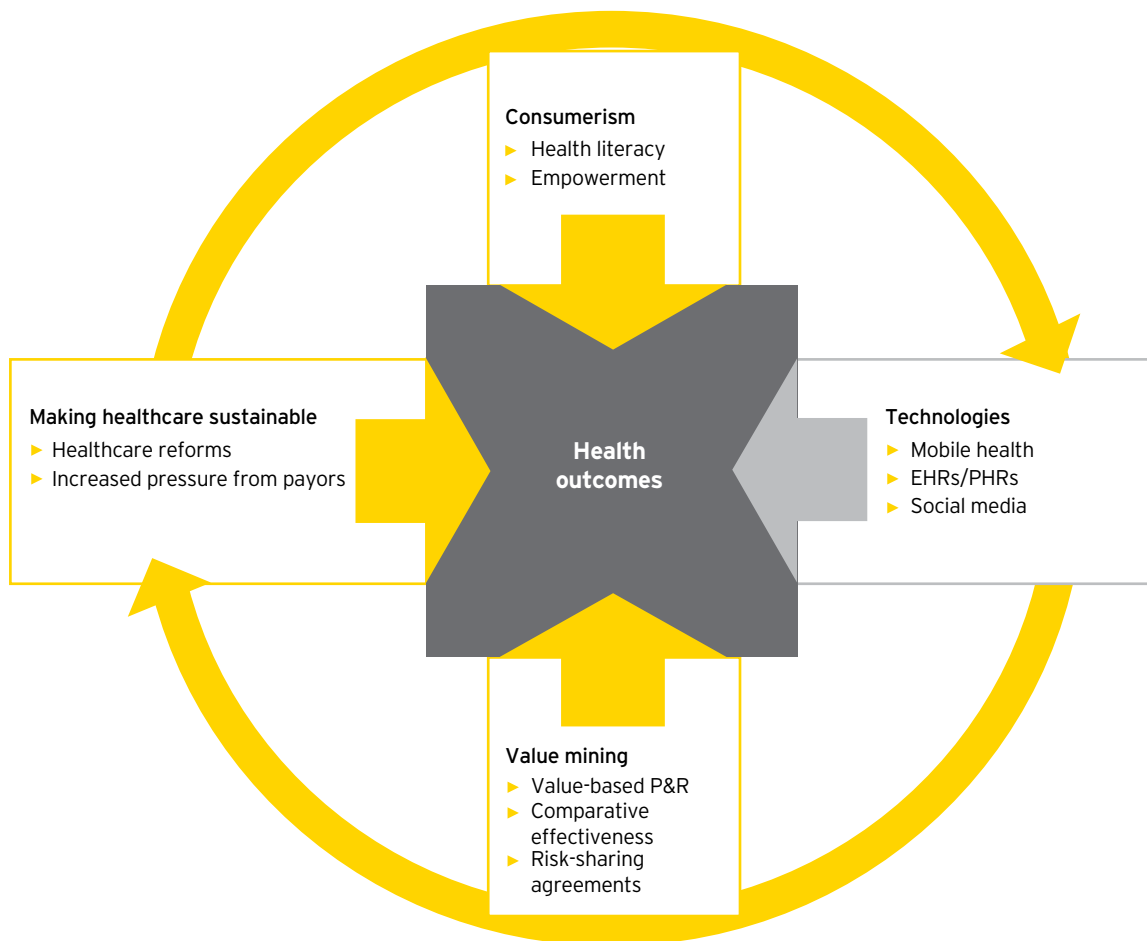 Consumerism
► Health literacy
► Empowerment
Making healthcare sustainable
► Healthcare reforms
► Increased pressure from payors
Health
outcomes
Technologies
► Mobile health
► EHRs/PHRs
► Social media
Value mining
► Value-based P&R
► Comparative
effectiveness
► Risk-sharing
agreements